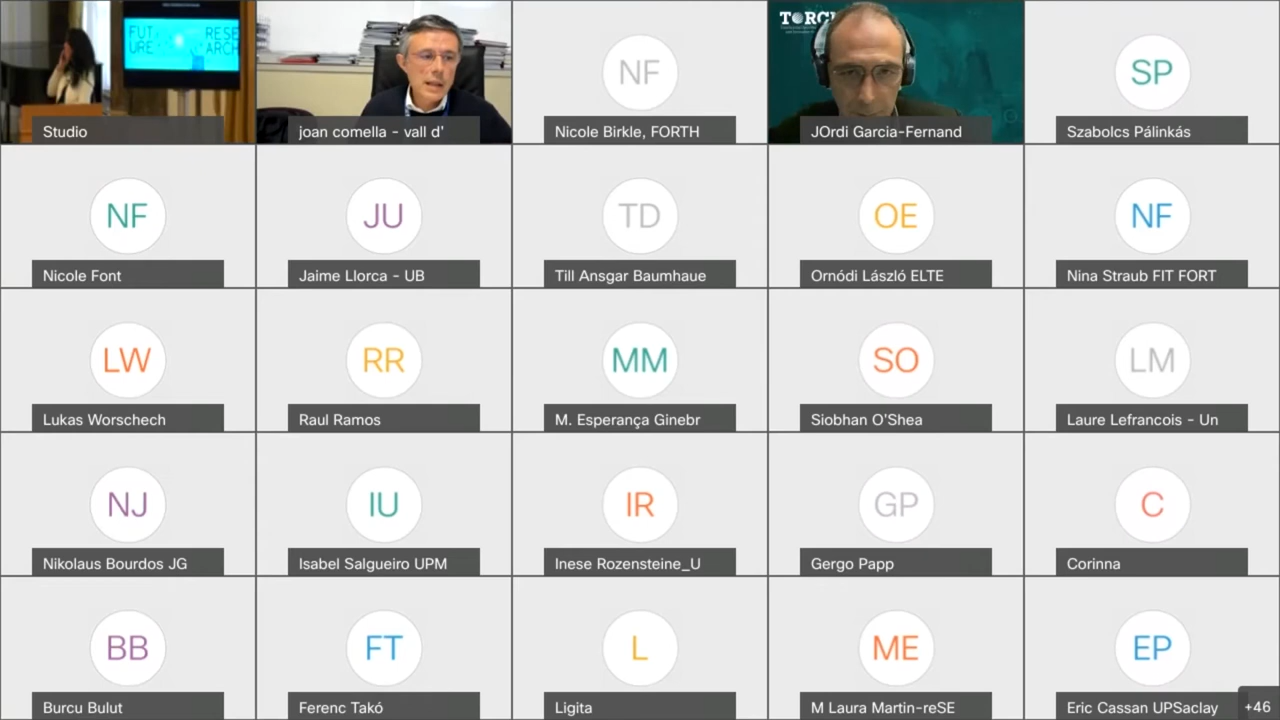 FUT RESE
URE ARCH
Studio
joan comella - vall d'
NF
Nicole Birkle, FORTH
JOrdi Garcia-Fernand
SP
Szabolcs Pálinkás
NF
Nicole Font
JU
Jaime Llorca - UB
TD
Till Ansgar Baumhaue
OE
Ornódi László ELTE
NF
Nina Straub FIT FORT
LW
Lukas Worschech
RR
Raul Ramos
MM
M. Esperança Ginebr
SO
Siobhan O'Shea
LM
Laure Lefrancois - Un
NJ
Nikolaus Bourdos JG
IU
Isabel Salgueiro UPM
IR
Inese Rozensteine_U
GP
Gergo Papp
C
Corinna
BB
Burcu Bulut
FT
Ferenc Takó
L
Ligita
ME
M Laura Martin-reSE
EP
Eric Cassan UPSaclay
+46